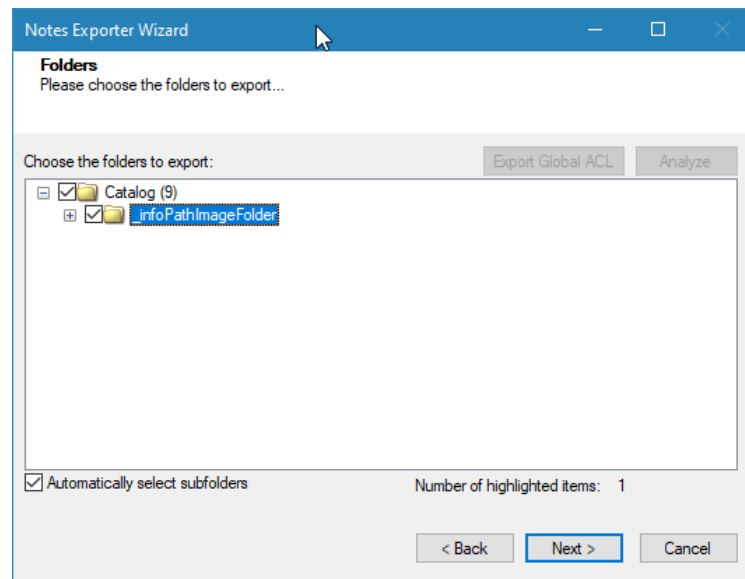 Notes Exporter Wizard
Folders
Please choose the folders to export...
Choose the folders to export:
Export Global ACL
Analyze
Catalog (9)
_infoPathImageFolder
Automatically select subfolders
Number of highlighted items: 1
< Back
Next >
Cancel